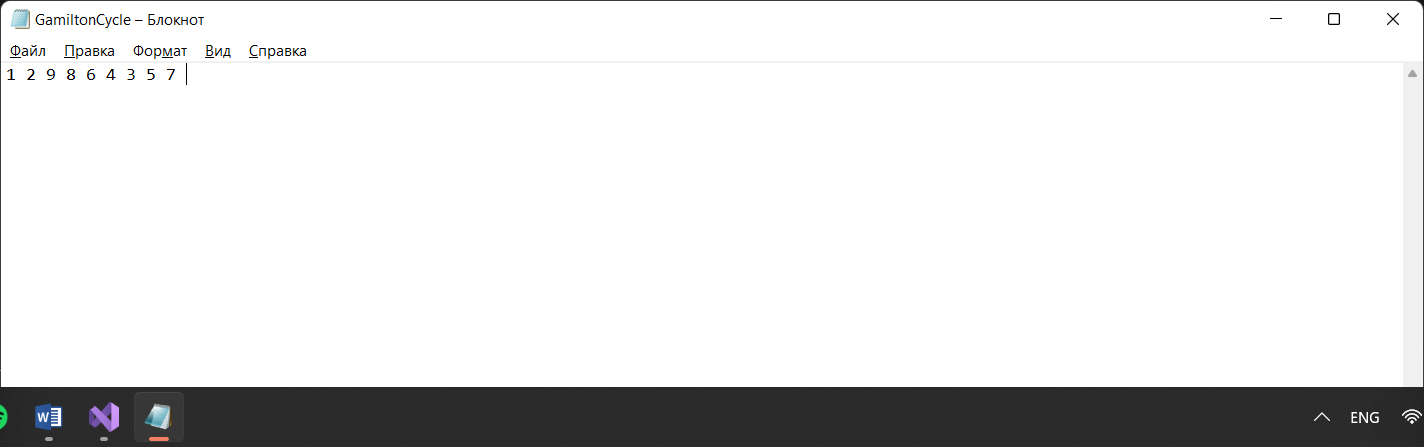 GamiltonCycle – Блокнот
Файл Правка Формат Вид Справка
1 2 9 8 6 4 3 5 7
W ENG